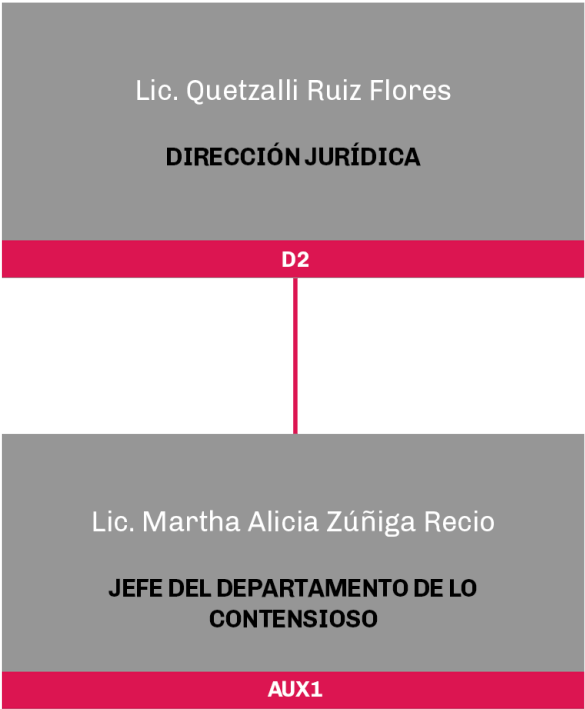 Lic. Quetzalli Ruiz Flores
DIRECCIÓN JURÍDICA
D2
Lic. Martha Alicia Zúñiga Recio
JEFE DEL DEPARTAMENTO DE LO
CONTENSIOSO
AUX1